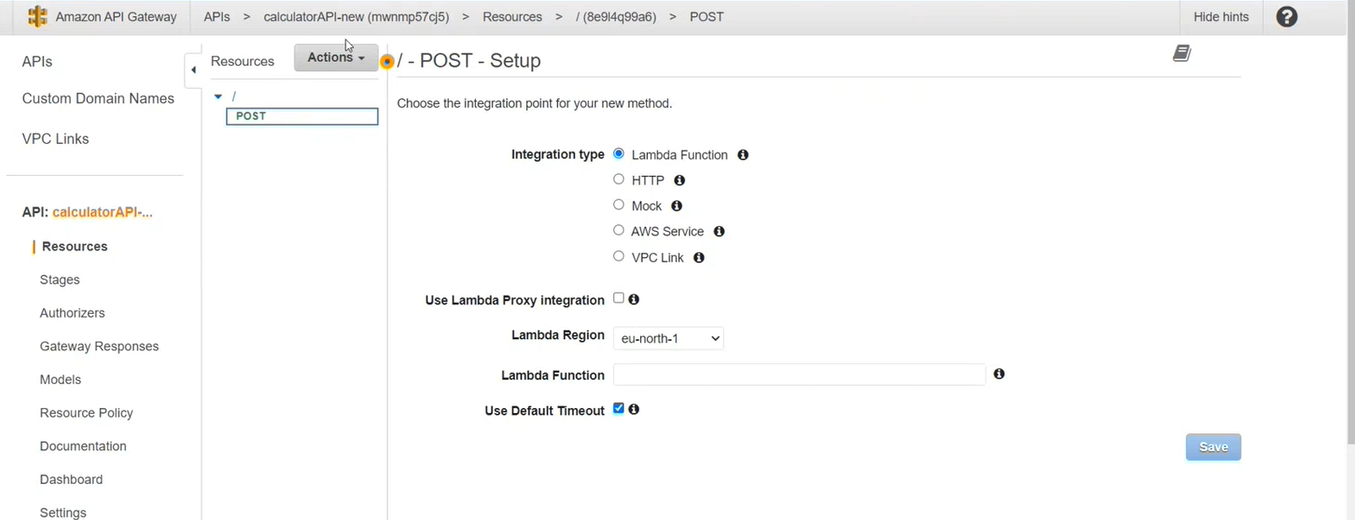 Amazon API Gateway APIs > calculatorAPI-new (mwnmp57cj5) > Resources > / (8e9l4q99a6) > POST Hide hints ?
APIs
Custom Domain Names
VPC Links
API: calculatorAPI-...
Resources
Stages
Authorizers
Gateway Responses
Models
Resource Policy
Documentation
Dashboard
Settings
Resources Actions
/
POST
/ - POST - Setup
Choose the integration point for your new method.
Integration type Lambda Function
HTTP
Mock
AWS Service
VPC Link
Use Lambda Proxy integration
Lambda Region eu-north-1
Lambda Function
Use Default Timeout
Save